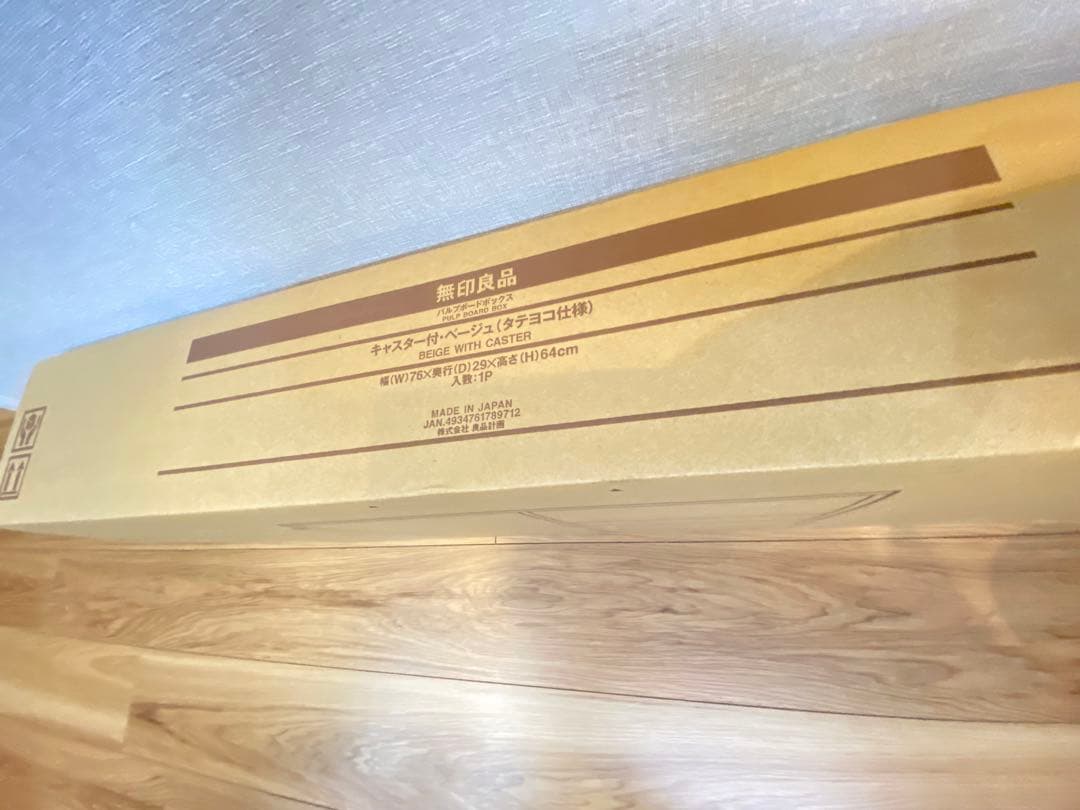 無印良品
パルプボードボックス
PULP BOARD BOX
キャスター付・ベージュ(タテヨコ仕様)
BEIGE WITH CASTER
幅(W)76×奥行(D)29×高さ(H)64cm
入数:1P
MADE IN JAPAN
JAN.4934761789712
株式会社 良品計画